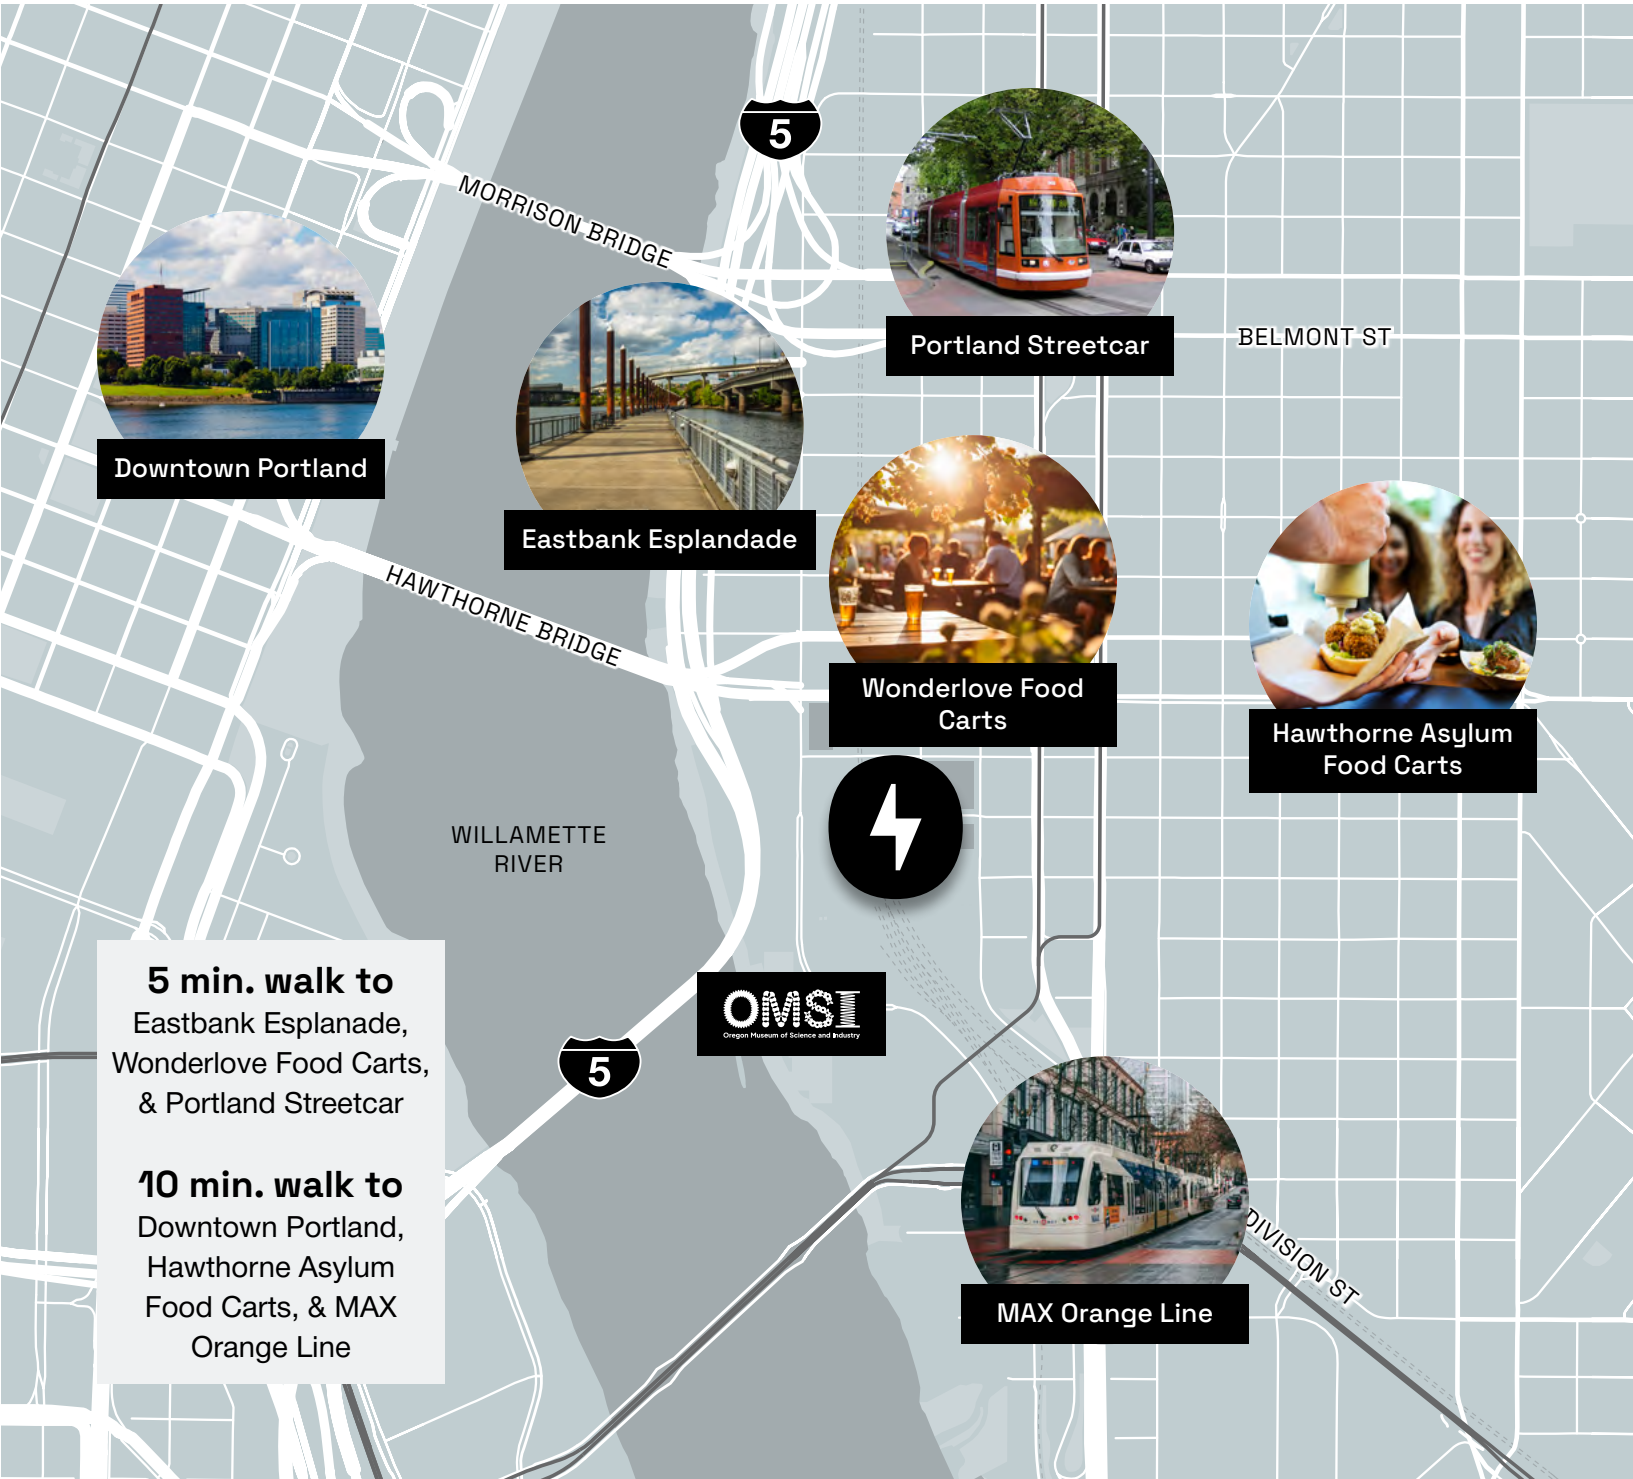 5
MORRISON BRIDGE
Portland Streetcar
BELMONT ST
Downtown Portland
Eastbank Esplandade
HAWTHORNE BRIDGE
Wonderlove Food
Carts
Hawthorne Asylum
Food Carts
WILLAMETTE
RIVER
OMSI
Oregon Museum of Science and Industry
5
5 min. walk to
Eastbank Esplanade,
Wonderlove Food Carts,
& Portland Streetcar
10 min. walk to
Downtown Portland,
Hawthorne Asylum
Food Carts, & MAX
Orange Line
DIVISION ST
MAX Orange Line